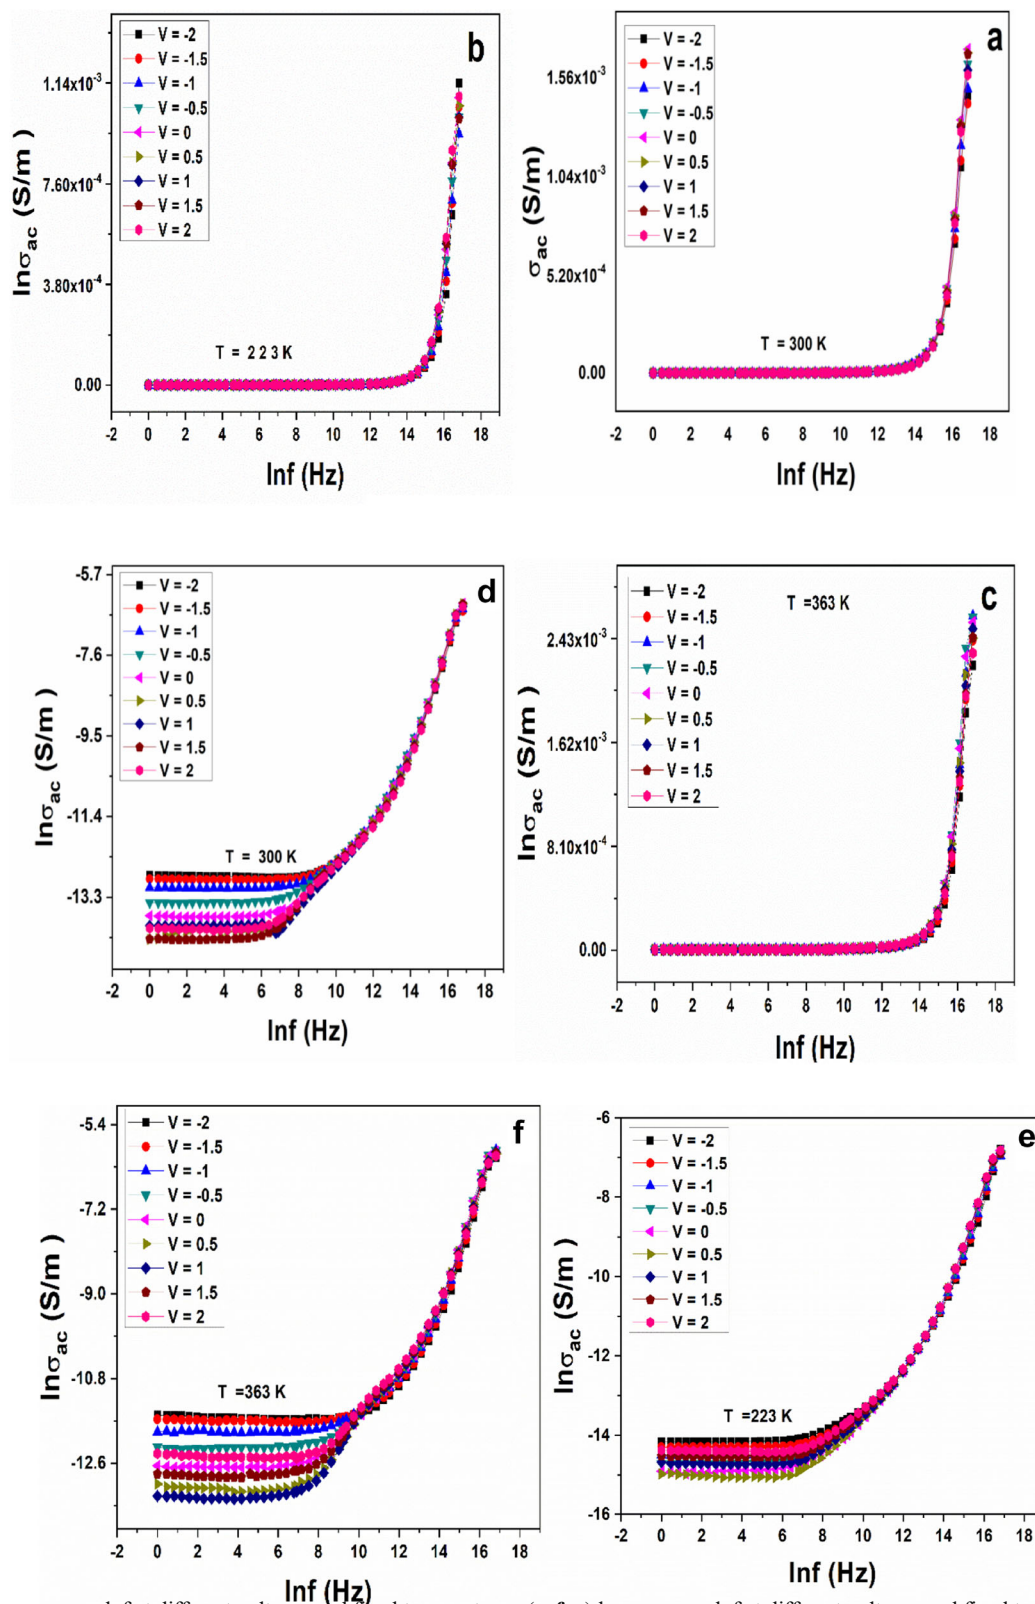 b
V = -2
V = -1.5
V = -1
V = -0.5
V = 0
V = 0.5
V = 1
V = 1.5
V = 2
1.14x10⁻³
7.60x10⁻⁴
3.80x10⁻⁴
0.00
lnσac (S/m )
T = 2 2 3 K
-2 0 2 4 6 8 10 12 14 16 18
lnf (Hz)
a
V = -2
V = -1.5
V = -1
V = -0.5
V = 0
V = 0.5
V = 1
V = 1.5
V = 2
1.56x10⁻³
1.04x10⁻³
5.20x10⁻⁴
0.00
σac (S/m)
T = 300 K
-2 0 2 4 6 8 10 12 14 16 18
lnf (Hz)
d
V = -2
V = -1.5
V = -1
V = -0.5
V = 0
V = 0.5
V = 1
V = 1.5
V = 2
-5.7
-7.6
-9.5
-11.4
-13.3
lnσac (S/m )
T = 300 K
-2 0 2 4 6 8 10 12 14 16 18
lnf (Hz)
c
V = -2
V = -1.5
V = -1
V = -0.5
V = 0
V = 0.5
V = 1
V = 1.5
V = 2
T =363 K
2.43x10⁻³
1.62x10⁻³
8.10x10⁻⁴
0.00
lnσac (S/m )
-2 0 2 4 6 8 10 12 14 16 18
lnf (Hz)
f
V = -2
V = -1.5
V = -1
V = -0.5
V = 0
V = 0.5
V = 1
V = 1.5
V = 2
-5.4
-7.2
-9.0
-10.8
-12.6
lnσac (S/m )
T =363 K
-2 0 2 4 6 8 10 12 14 16 18
lnf (Hz)
e
V = -2
V = -1.5
V = -1
V = -0.5
V = 0
V = 0.5
V = 1
V = 1.5
V = 2
-6
-8
-10
-12
-14
-16
lnσac (S/m )
T =223 K
-2 0 2 4 6 8 10 12 14 16 18
lnf (Hz)